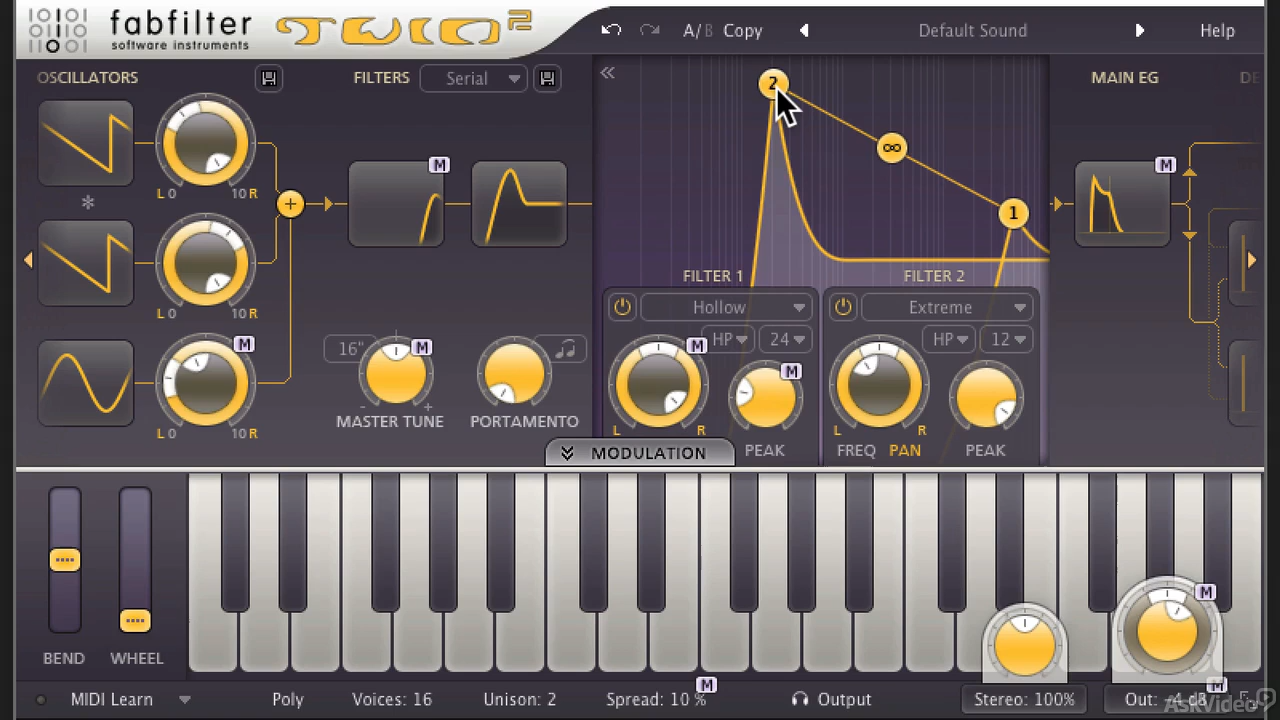 fabfilter
software instruments
TWIN 2
A/B Copy
Default Sound
Help
OSCILLATORS
FILTERS
Serial
MAIN EG
DE
2
∞
1
M
M
L 0 10 R
+
*
L 0 10 R
M
L 0 10 R
16"
M
- +
MASTER TUNE
PORTAMENTO
FILTER 1
FILTER 2
Hollow
Extreme
M
HP
24
HP
12
M
L R
L R
PEAK
FREQ PAN
PEAK
MODULATION
BEND
WHEEL
M
MIDI Learn
Poly
Voices: 16
Unison: 2
Spread: 10 %
M
Output
Stereo: 100%
Out: -4 dB
M
AskVideo